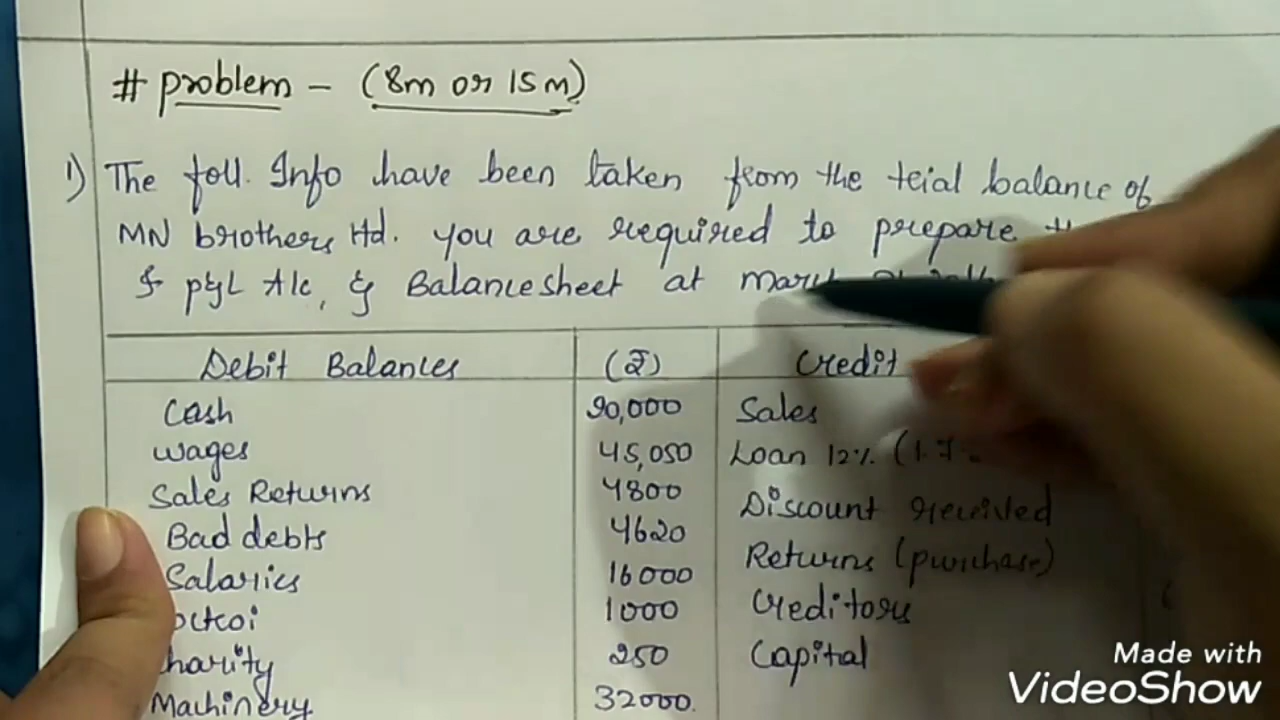 # problem - (8m or 15m)
1) The foll. Info have been taken from the trial balance of
MN brothers ltd. you are required to prepare
& p&L A/c, & Balancesheet at
Debit Balances (₹) Credit
Cash 90,000 Sales
Wages 45,050 Loan 12%
Sales Returns 4800 Discount received
Bad debts 4620 Returns (purchase)
Salaries 16000 Creditors
1000 Capital
250
Machinery 32000
Made with
VideoShow